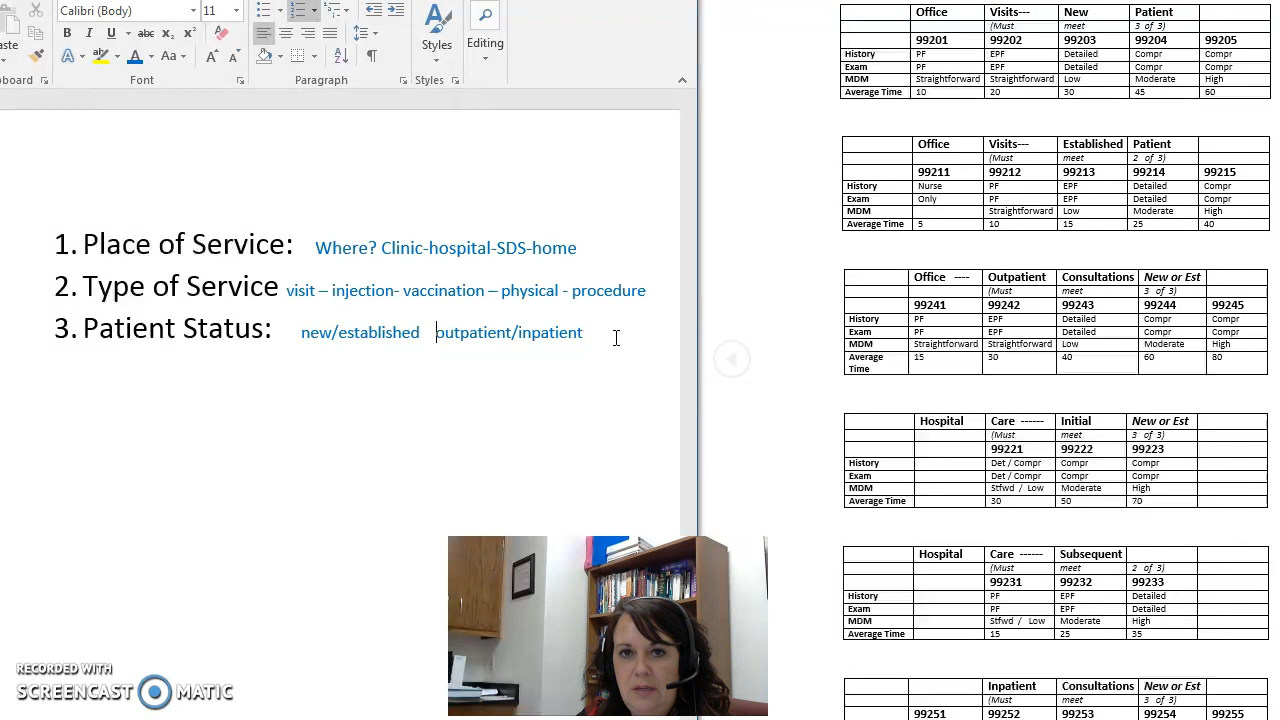 Calibri (Body) 11
B I U abc x₂ x²
A Aa A A
Styles
Editing
aste
board Font Paragraph Styles
1. Place of Service: Where? Clinic-hospital-SDS-home
2. Type of Service visit – injection- vaccination – physical - procedure
3. Patient Status: new/established outpatient/inpatient
RECORDED WITH
SCREENCAST MATIC
Office Visits--- New Patient
(Must meet 3 of 3)
99201 99202 99203 99204 99205
History PF EPF Detailed Compr Compr
Exam PF EPF Detailed Compr Compr
MDM Straightforward Straightforward Low Moderate High
Average Time 10 20 30 45 60
Office Visits--- Established Patient
(Must meet 2 of 3)
99211 99212 99213 99214 99215
History Nurse PF EPF Detailed Compr
Exam Only PF EPF Detailed Compr
MDM Straightforward Low Moderate High
Average Time 5 10 15 25 40
Office ---- Outpatient Consultations New or Est
(Must meet 3 of 3)
99241 99242 99243 99244 99245
History PF EPF Detailed Compr Compr
Exam PF EPF Detailed Compr Compr
MDM Straightforward Straightforward Low Moderate High
Average 15 30 40 60 80
Time
Hospital Care ------ Initial New or Est
(Must meet 3 of 3)
99221 99222 99223
History Det / Compr Compr Compr
Exam Det / Compr Compr Compr
MDM Stfwd / Low Moderate High
Average Time 30 50 70
Hospital Care ------ Subsequent
(Must meet 2 of 3)
99231 99232 99233
History PF EPF Detailed
Exam PF EPF Detailed
MDM Stfwd / Low Moderate High
Average Time 15 25 35
Inpatient Consultations New or Est
(Must meet 3 of 3)
99251 99252 99253 99254 99255